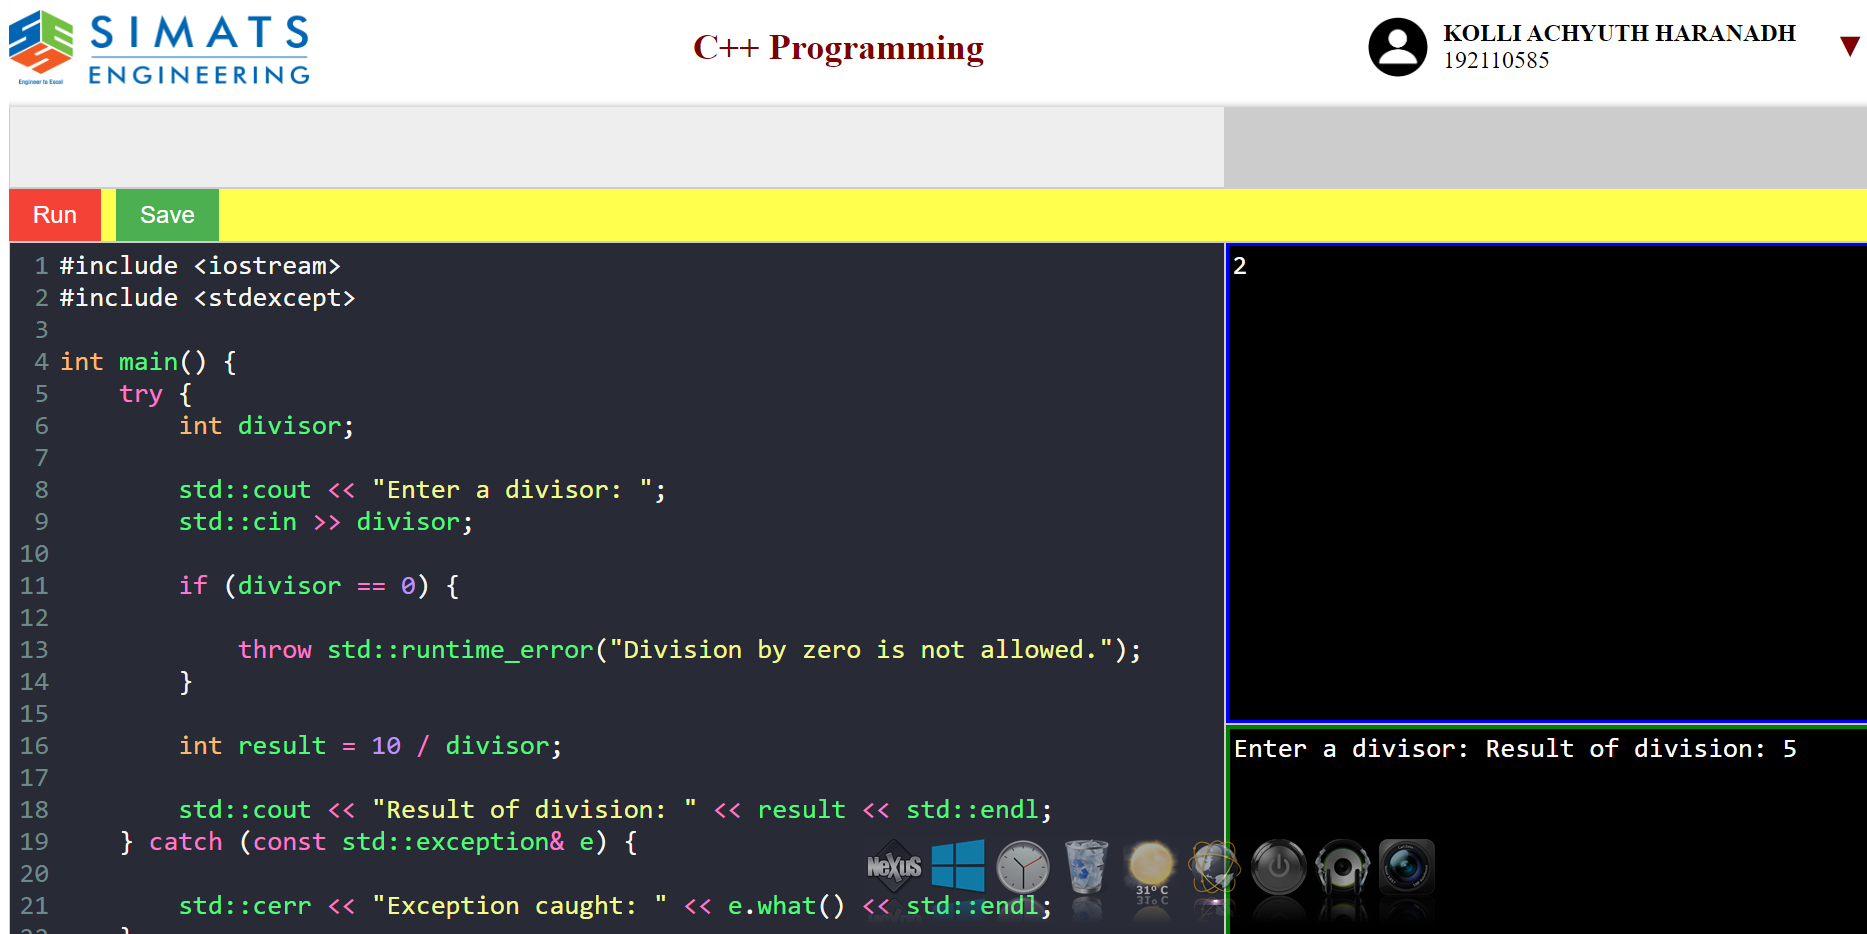 SIMATS
ENGINEERING
Engineer to Excel
C++ Programming
KOLLI ACHYUTH HARANADH
192110585
Run
Save
1 #include <iostream>
2 #include <stdexcept>
3
4 int main() {
5     try {
6         int divisor;
7
8         std::cout << "Enter a divisor: ";
9         std::cin >> divisor;
10
11         if (divisor == 0) {
12
13             throw std::runtime_error("Division by zero is not allowed.");
14         }
15
16         int result = 10 / divisor;
17
18         std::cout << "Result of division: " << result << std::endl;
19     } catch (const std::exception& e) {
20
21         std::cerr << "Exception caught: " << e.what() << std::endl;
2
Enter a divisor: Result of division: 5
NeXuS
31° C